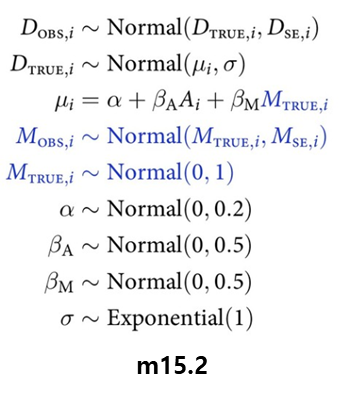 D_OBS,i ~ Normal(D_TRUE,i, D_SE,i)
D_TRUE,i ~ Normal(μ_i, σ)
μ_i = α + β_A A_i + β_M M_TRUE,i
M_OBS,i ~ Normal(M_TRUE,i, M_SE,i)
M_TRUE,i ~ Normal(0, 1)
α ~ Normal(0, 0.2)
β_A ~ Normal(0, 0.5)
β_M ~ Normal(0, 0.5)
σ ~ Exponential(1)
m15.2